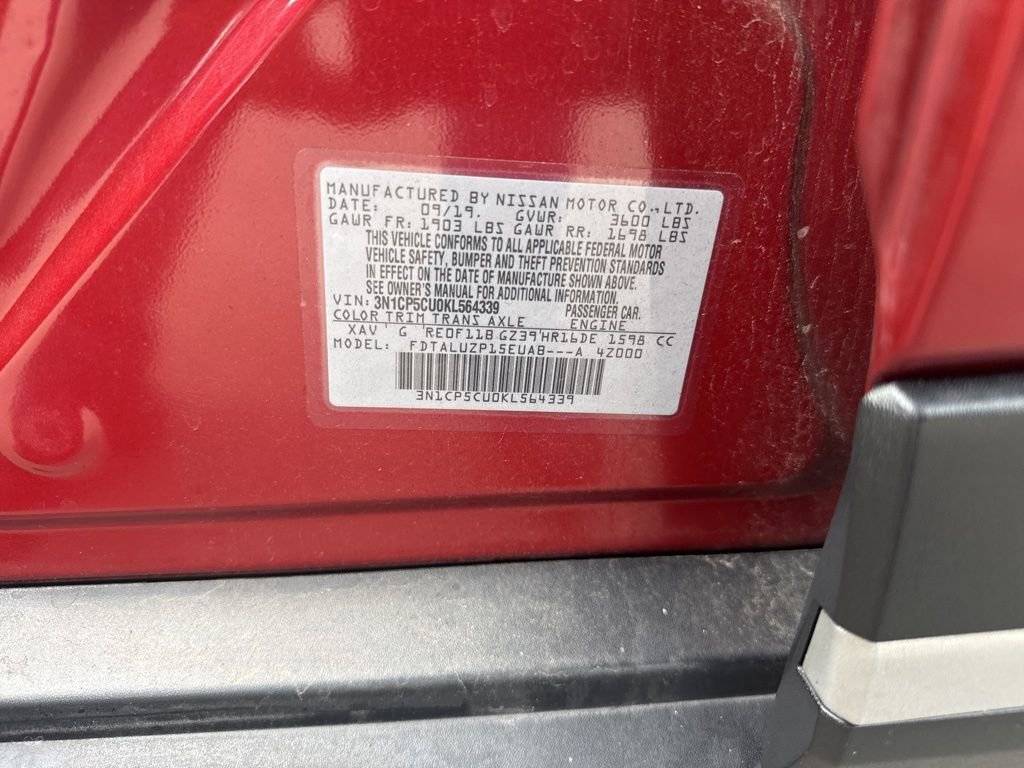 MANUFACTURED BY NISSAN MOTOR CO.,LTD.
DATE: 09/19. GVWR: 3600 LBS
GAWR FR: 1903 LBS GAWR RR: 1698 LBS
THIS VEHICLE CONFORMS TO ALL APPLICABLE FEDERAL MOTOR
VEHICLE SAFETY, BUMPER AND THEFT PREVENTION STANDARDS
IN EFFECT ON THE DATE OF MANUFACTURE SHOWN ABOVE.
SEE OWNER'S MANUAL FOR ADDITIONAL INFORMATION.
VIN: 3N1CP5CU0KL564339 PASSENGER CAR.
COLOR TRIM TRANS AXLE ENGINE
XAV' G 'RE0F11B GZ39'HR16DE 1598 CC
MODEL: FDTALUZP15EUAB---A 4Z000
3N1CP5CU0KL564339